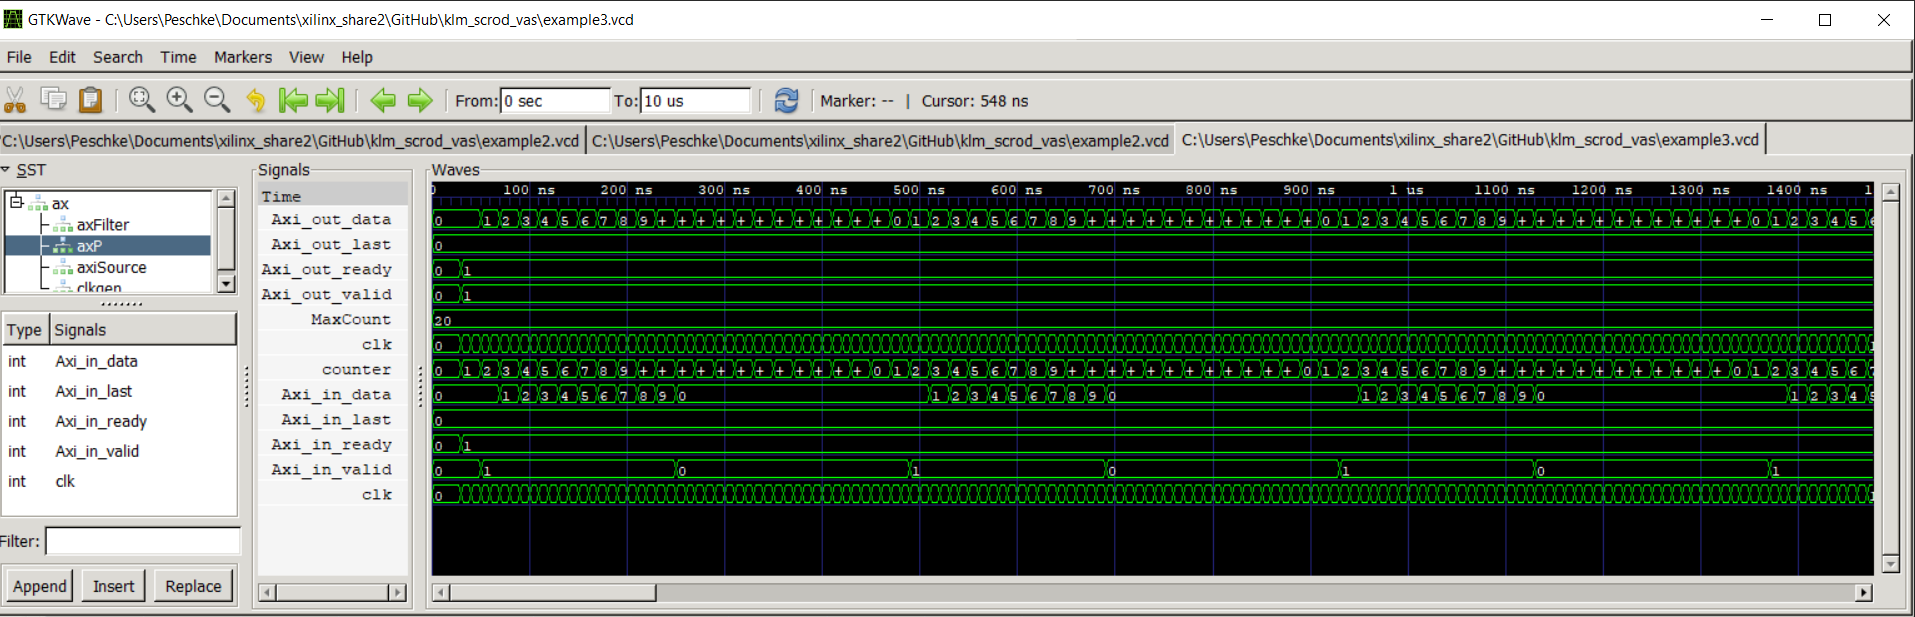 GTKWave - C:\Users\Peschke\Documents\xilinx_share2\GitHub\klm_scrod_vas\example3.vcd
File Edit Search Time Markers View Help
From: 0 sec To: 10 us Marker: -- | Cursor: 548 ns
C:\Users\Peschke\Documents\xilinx_share2\GitHub\klm_scrod_vas\example2.vcd C:\Users\Peschke\Documents\xilinx_share2\GitHub\klm_scrod_vas\example2.vcd C:\Users\Peschke\Documents\xilinx_share2\GitHub\klm_scrod_vas\example3.vcd
SST
ax
axFilter
axP
axiSource
clkgen
Type Signals
int Axi_in_data
int Axi_in_last
int Axi_in_ready
int Axi_in_valid
int clk
Filter:
Append Insert Replace
Signals
Time
Axi_out_data
Axi_out_last
Axi_out_ready
Axi_out_valid
MaxCount
clk
counter
Axi_in_data
Axi_in_last
Axi_in_ready
Axi_in_valid
clk
Waves
0 100 ns 200 ns 300 ns 400 ns 500 ns 600 ns 700 ns 800 ns 900 ns 1 us 1100 ns 1200 ns 1300 ns 1400 ns 1
0 1 2 3 4 5 6 7 8 9 + + + + + + + + + + + 0 1 2 3 4 5 6 7 8 9 + + + + + + + + + + + + 0 1 2 3 4 5 6 7 8 9 + + + + + + + + + + + + 0 1 2 3 4 5 6
0
0 1
0 1
20
0 1
0 1 2 3 4 5 6 7 8 9 + + + + + + + + + + + + 0 1 2 3 4 5 6 7 8 9 + + + + + + + + + + + + 0 1 2 3 4 5 6 7 8 9 + + + + + + + + + + + + 0 1 2 3 4 5 6 7
0 1 2 3 4 5 6 7 8 9 0 1 2 3 4 5 6 7 8 9 0 1 2 3 4 5 6 7 8 9 0 1 2 3 4 5
0
0 1
0 1 0 1 0 1 0 1
0 1